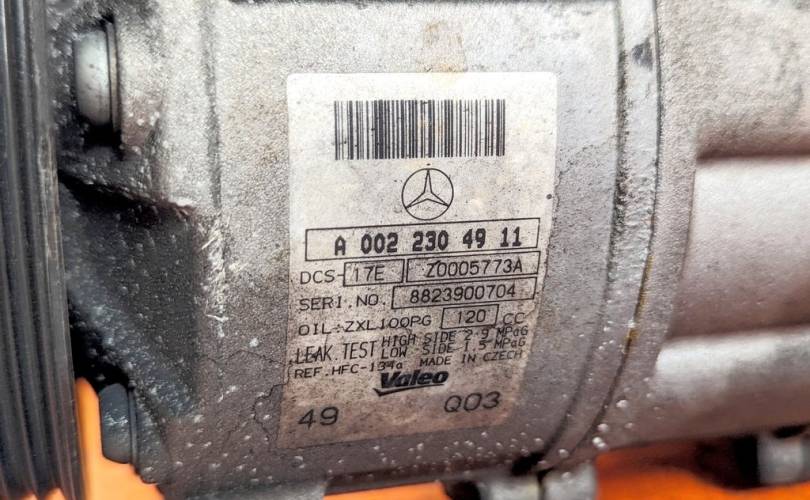 A 002 230 49 11
DCS-17E Z0005773A
SERI.NO. 8823900704
OIL:ZXL100PG 120 CC
LEAK.TEST HIGH SIDE 2.9 MPaG
LOW SIDE 1.5 MPaG
REF.HFC-134a MADE IN CZECH
Valeo
49 Q03